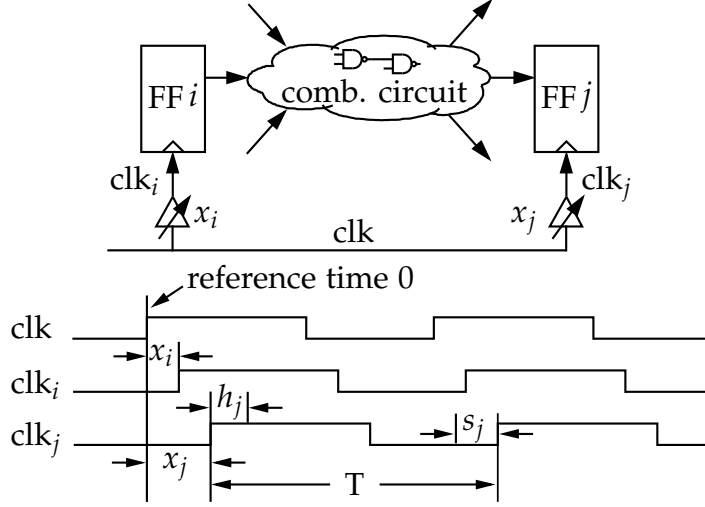 FF i
comb. circuit
FF j
clk_i
clk_j
x_i
x_j
clk
reference time 0
clk
x_i
clk_i
h_j
clk_j
s_j
x_j
T